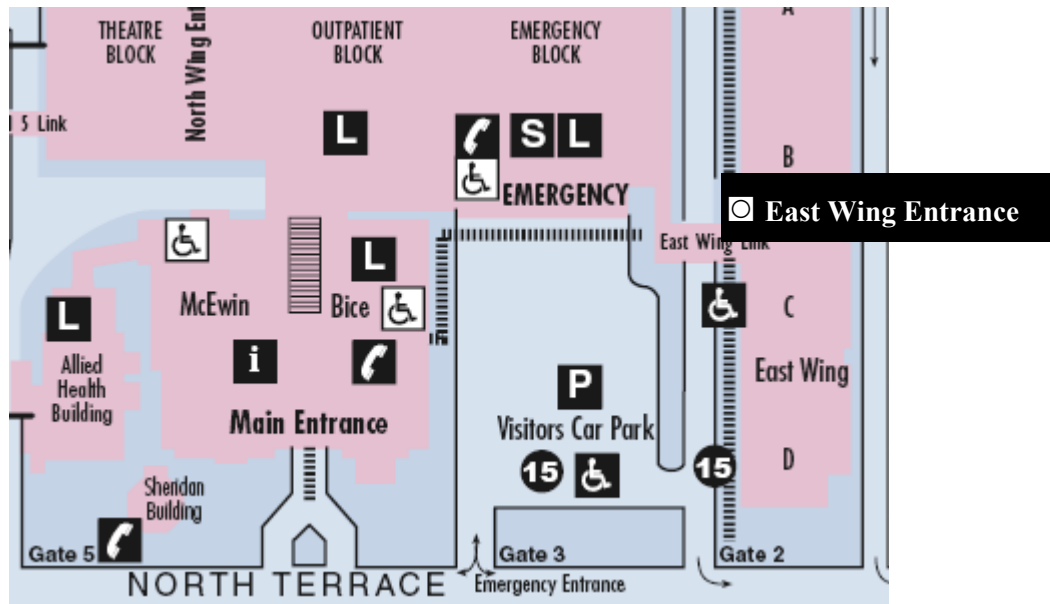 THEATRE
BLOCK
North Wing Ent
OUTPATIENT
BLOCK
EMERGENCY
BLOCK
A
5 Link
L
S L
B
EMERGENCY
East Wing Entrance
East Wing Link
L
McEwin
Bice
C
L
i
Allied
Health
Building
P
East Wing
Main Entrance
Visitors Car Park
15
15
D
Sheridan
Building
Gate 5
Gate 3
Gate 2
NORTH TERRACE
Emergency Entrance